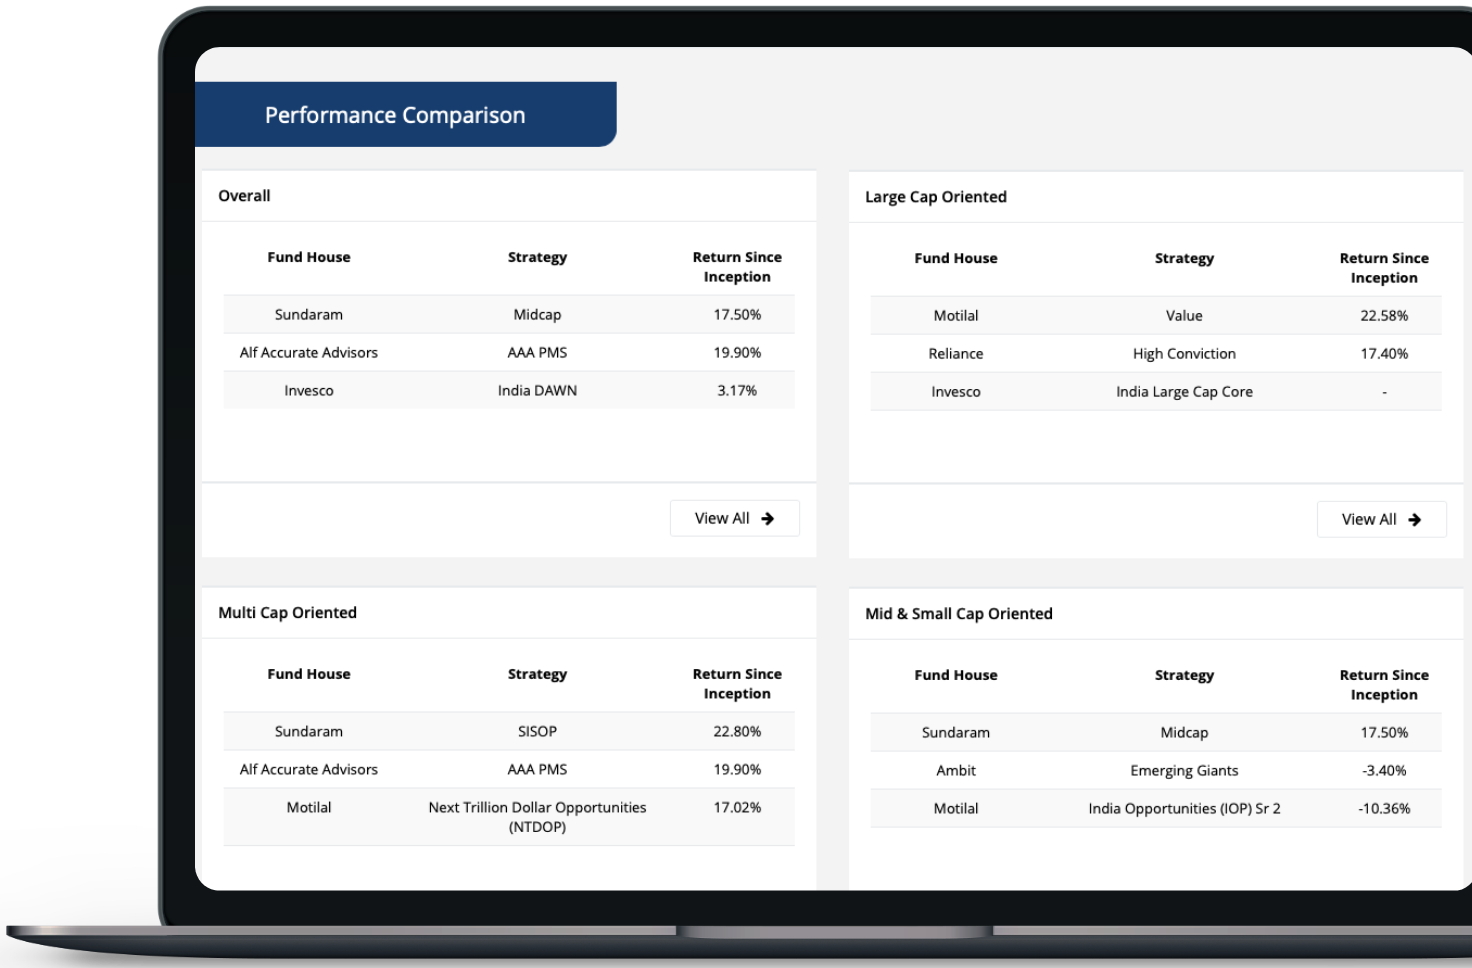 Performance Comparison
Overall
Fund House Strategy Return Since
Inception
Sundaram Midcap 17.50%
Alf Accurate Advisors AAA PMS 19.90%
Invesco India DAWN 3.17%
View All
Large Cap Oriented
Fund House Strategy Return Since
Inception
Motilal Value 22.58%
Reliance High Conviction 17.40%
Invesco India Large Cap Core -
View All
Multi Cap Oriented
Fund House Strategy Return Since
Inception
Sundaram SISOP 22.80%
Alf Accurate Advisors AAA PMS 19.90%
Motilal Next Trillion Dollar Opportunities 17.02%
(NTDOP)
Mid & Small Cap Oriented
Fund House Strategy Return Since
Inception
Sundaram Midcap 17.50%
Ambit Emerging Giants -3.40%
Motilal India Opportunities (IOP) Sr 2 -10.36%